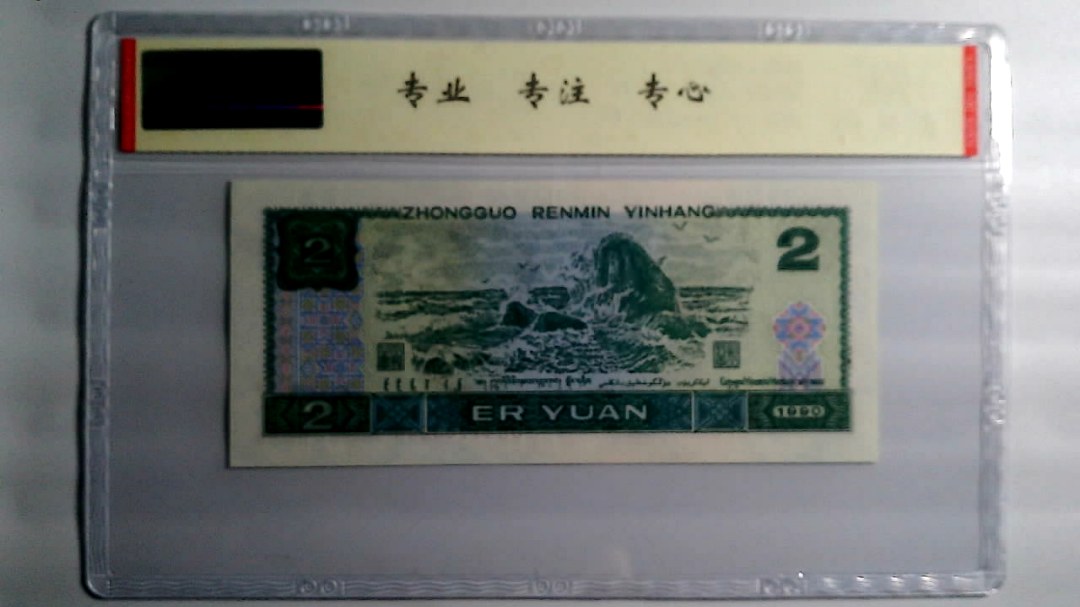 专业 专注 专心
ZHONGGUO RENMIN YINHANG
2 2
2 ER YUAN 1990